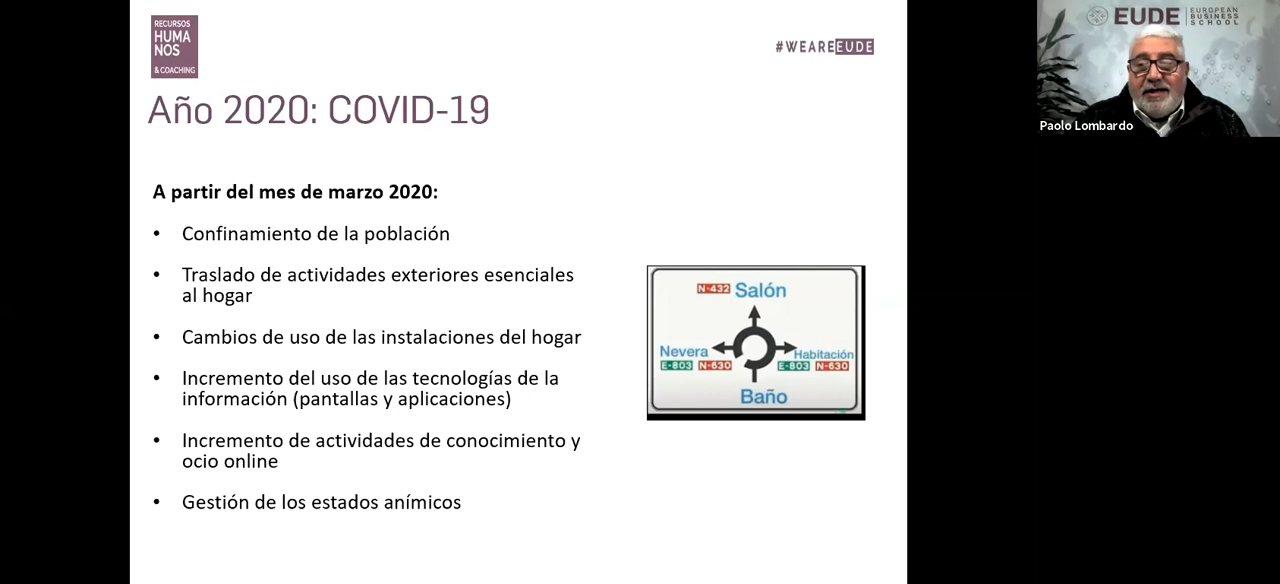 RECURSOS
HUMA
NOS
& COACHING
#WEAREEUDE
Año 2020: COVID-19
A partir del mes de marzo 2020:
• Confinamiento de la población
• Traslado de actividades exteriores esenciales
al hogar
• Cambios de uso de las instalaciones del hogar
• Incremento del uso de las tecnologías de la
información (pantallas y aplicaciones)
• Incremento de actividades de conocimiento y
ocio online
• Gestión de los estados anímicos
N-432 Salón
Nevera
E-803 N-630
Habitación
E-803 N-630
Baño
EUDE
EUROPEAN
BUSINESS
SCHOOL
Paolo Lombardo